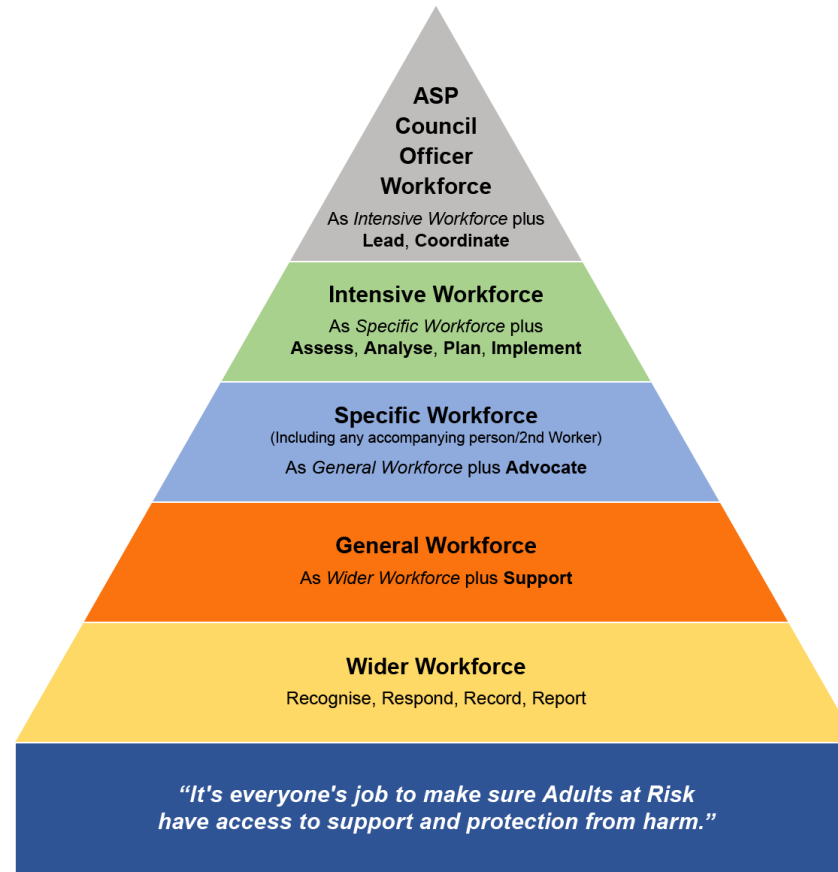 ASP
Council
Officer
Workforce
As Intensive Workforce plus
Lead, Coordinate
Intensive Workforce
As Specific Workforce plus
Assess, Analyse, Plan, Implement
Specific Workforce
(Including any accompanying person/2nd Worker)
As General Workforce plus Advocate
General Workforce
As Wider Workforce plus Support
Wider Workforce
Recognise, Respond, Record, Report
“It's everyone's job to make sure Adults at Risk
have access to support and protection from harm.”